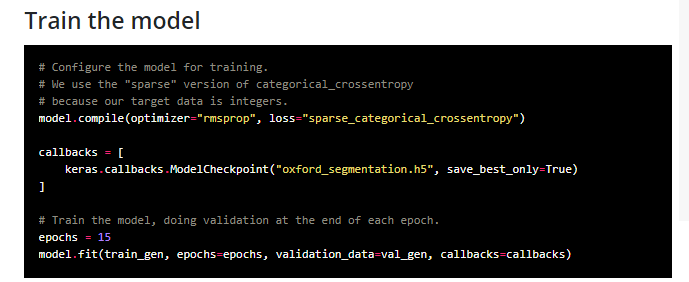 Train the model
# Configure the model for training.
# We use the "sparse" version of categorical_crossentropy
# because our target data is integers.
model.compile(optimizer="rmsprop", loss="sparse_categorical_crossentropy")
callbacks = [
    keras.callbacks.ModelCheckpoint("oxford_segmentation.h5", save_best_only=True)
]
# Train the model, doing validation at the end of each epoch.
epochs = 15
model.fit(train_gen, epochs=epochs, validation_data=val_gen, callbacks=callbacks)